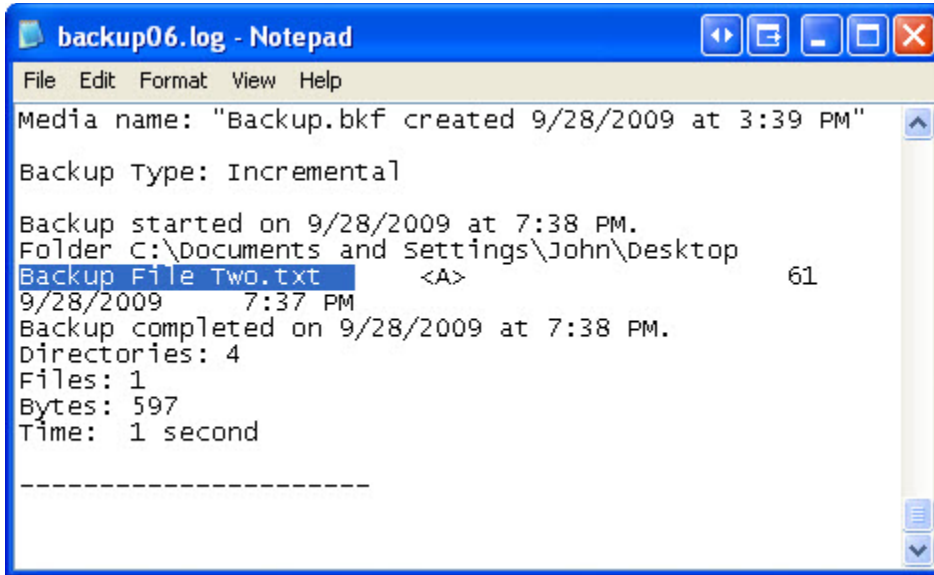 backup06.log - Notepad
File Edit Format View Help
Media name: "Backup.bkf created 9/28/2009 at 3:39 PM"
Backup Type: Incremental
Backup started on 9/28/2009 at 7:38 PM.
Folder C:\Documents and Settings\John\Desktop
Backup File Two.txt <A> 61
9/28/2009 7:37 PM
Backup completed on 9/28/2009 at 7:38 PM.
Directories: 4
Files: 1
Bytes: 597
Time: 1 second
----------------------